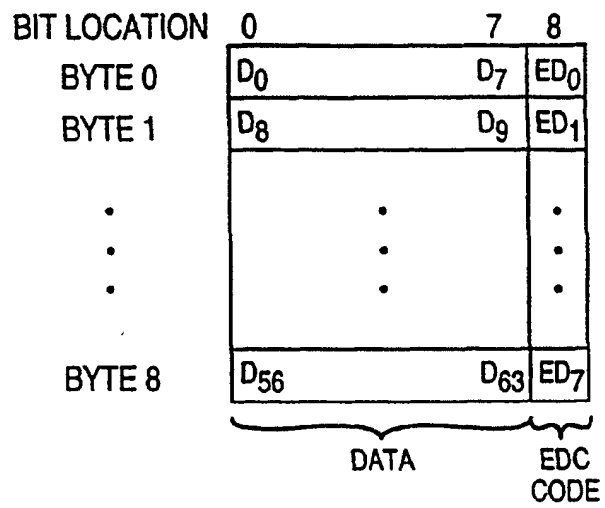 BIT LOCATION 0 7 8
BYTE 0 D0 D7 ED0
BYTE 1 D8 D9 ED1
BYTE 8 D56 D63 ED7
DATA EDC
CODE